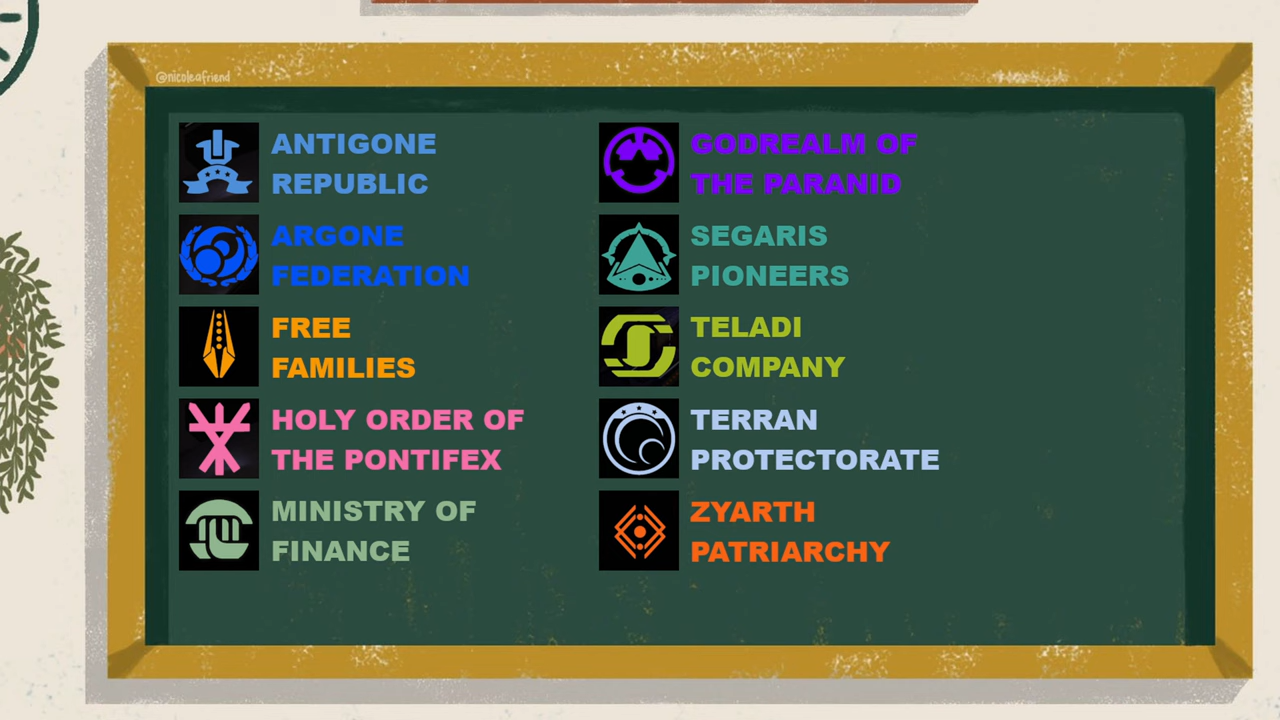 @nicoleafriend
ANTIGONE
REPUBLIC
ARGONE
FEDERATION
FREE
FAMILIES
HOLY ORDER OF
THE PONTIFEX
MINISTRY OF
FINANCE
GODREALM OF
THE PARANID
SEGARIS
PIONEERS
TELADI
COMPANY
TERRAN
PROTECTORATE
ZYARTH
PATRIARCHY